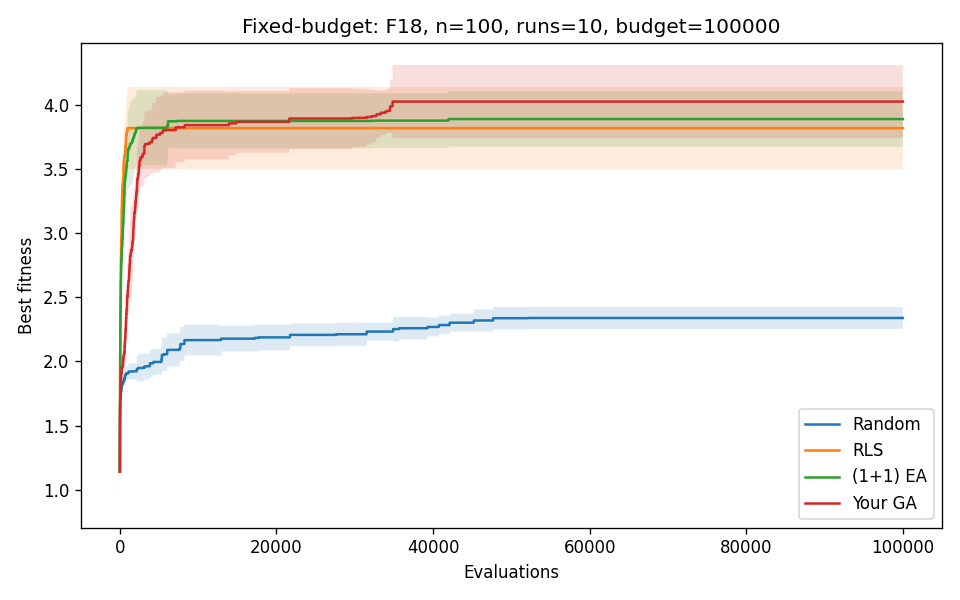 Fixed-budget: F18, n=100, runs=10, budget=100000
Best fitness
4.0
3.5
3.0
2.5
2.0
1.5
1.0
0
20000
40000
60000
80000
100000
Evaluations
Random
RLS
(1+1) EA
Your GA